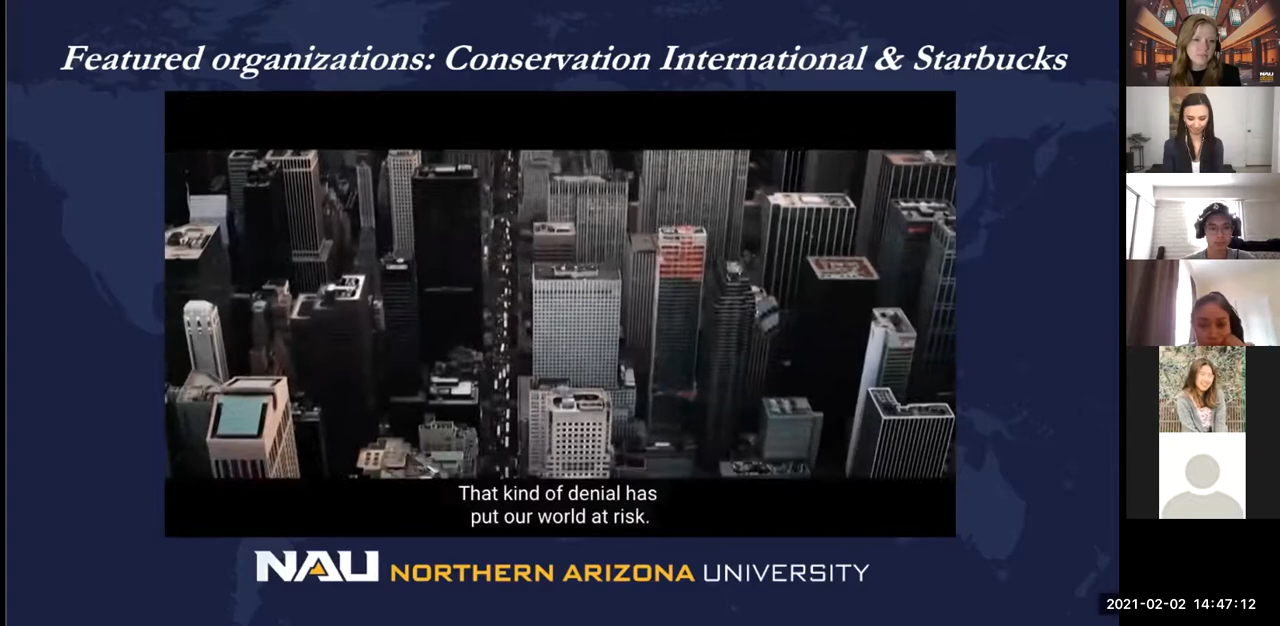 Featured organizations: Conservation International & Starbucks
NAU
That kind of denial has
put our world at risk.
NAU NORTHERN ARIZONA UNIVERSITY
2021-02-02 14:47:12